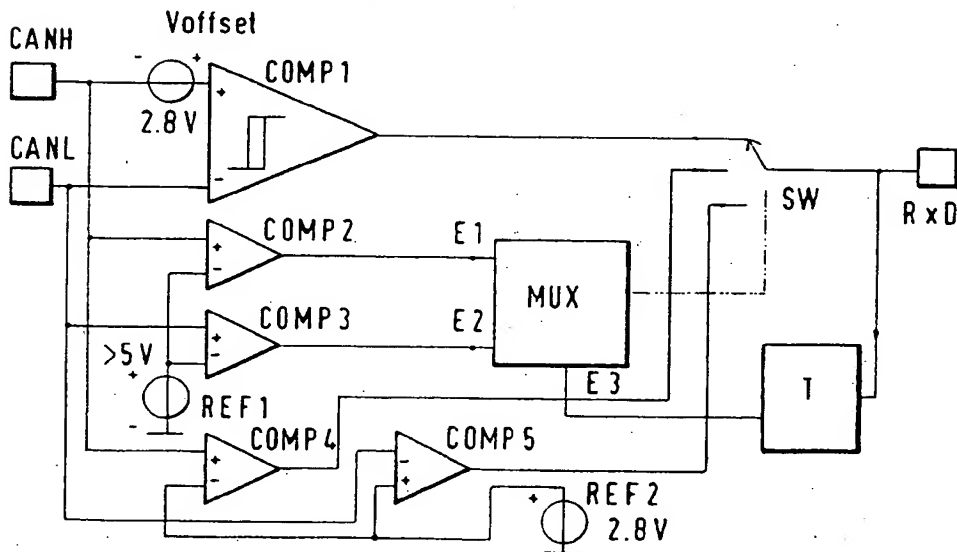 Voffset
CANH
- +
COMP1
2.8V
+
CANL
-
SW
RxD
COMP2
E1
+
-
MUX
COMP3
E2
+
-
>5V
+
E3
T
REF1
-
COMP4
COMP5
+
-
-
+
REF2
+
2.8V